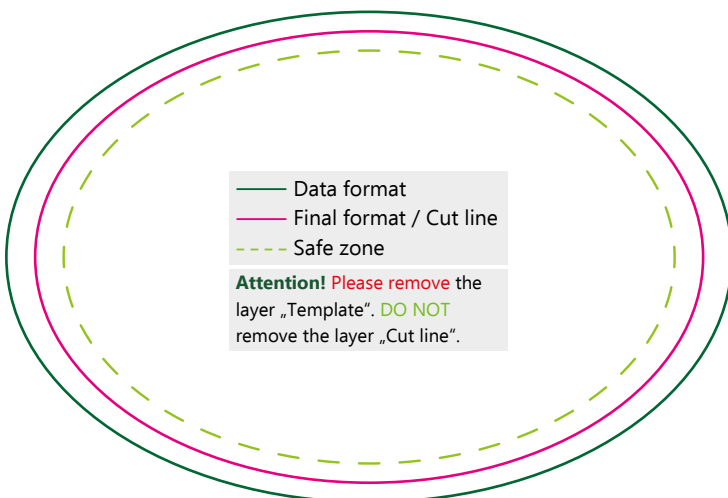 Data format
Final format / Cut line
Safe zone
Attention! Please remove the
layer „Template“. DO NOT
remove the layer „Cut line“.